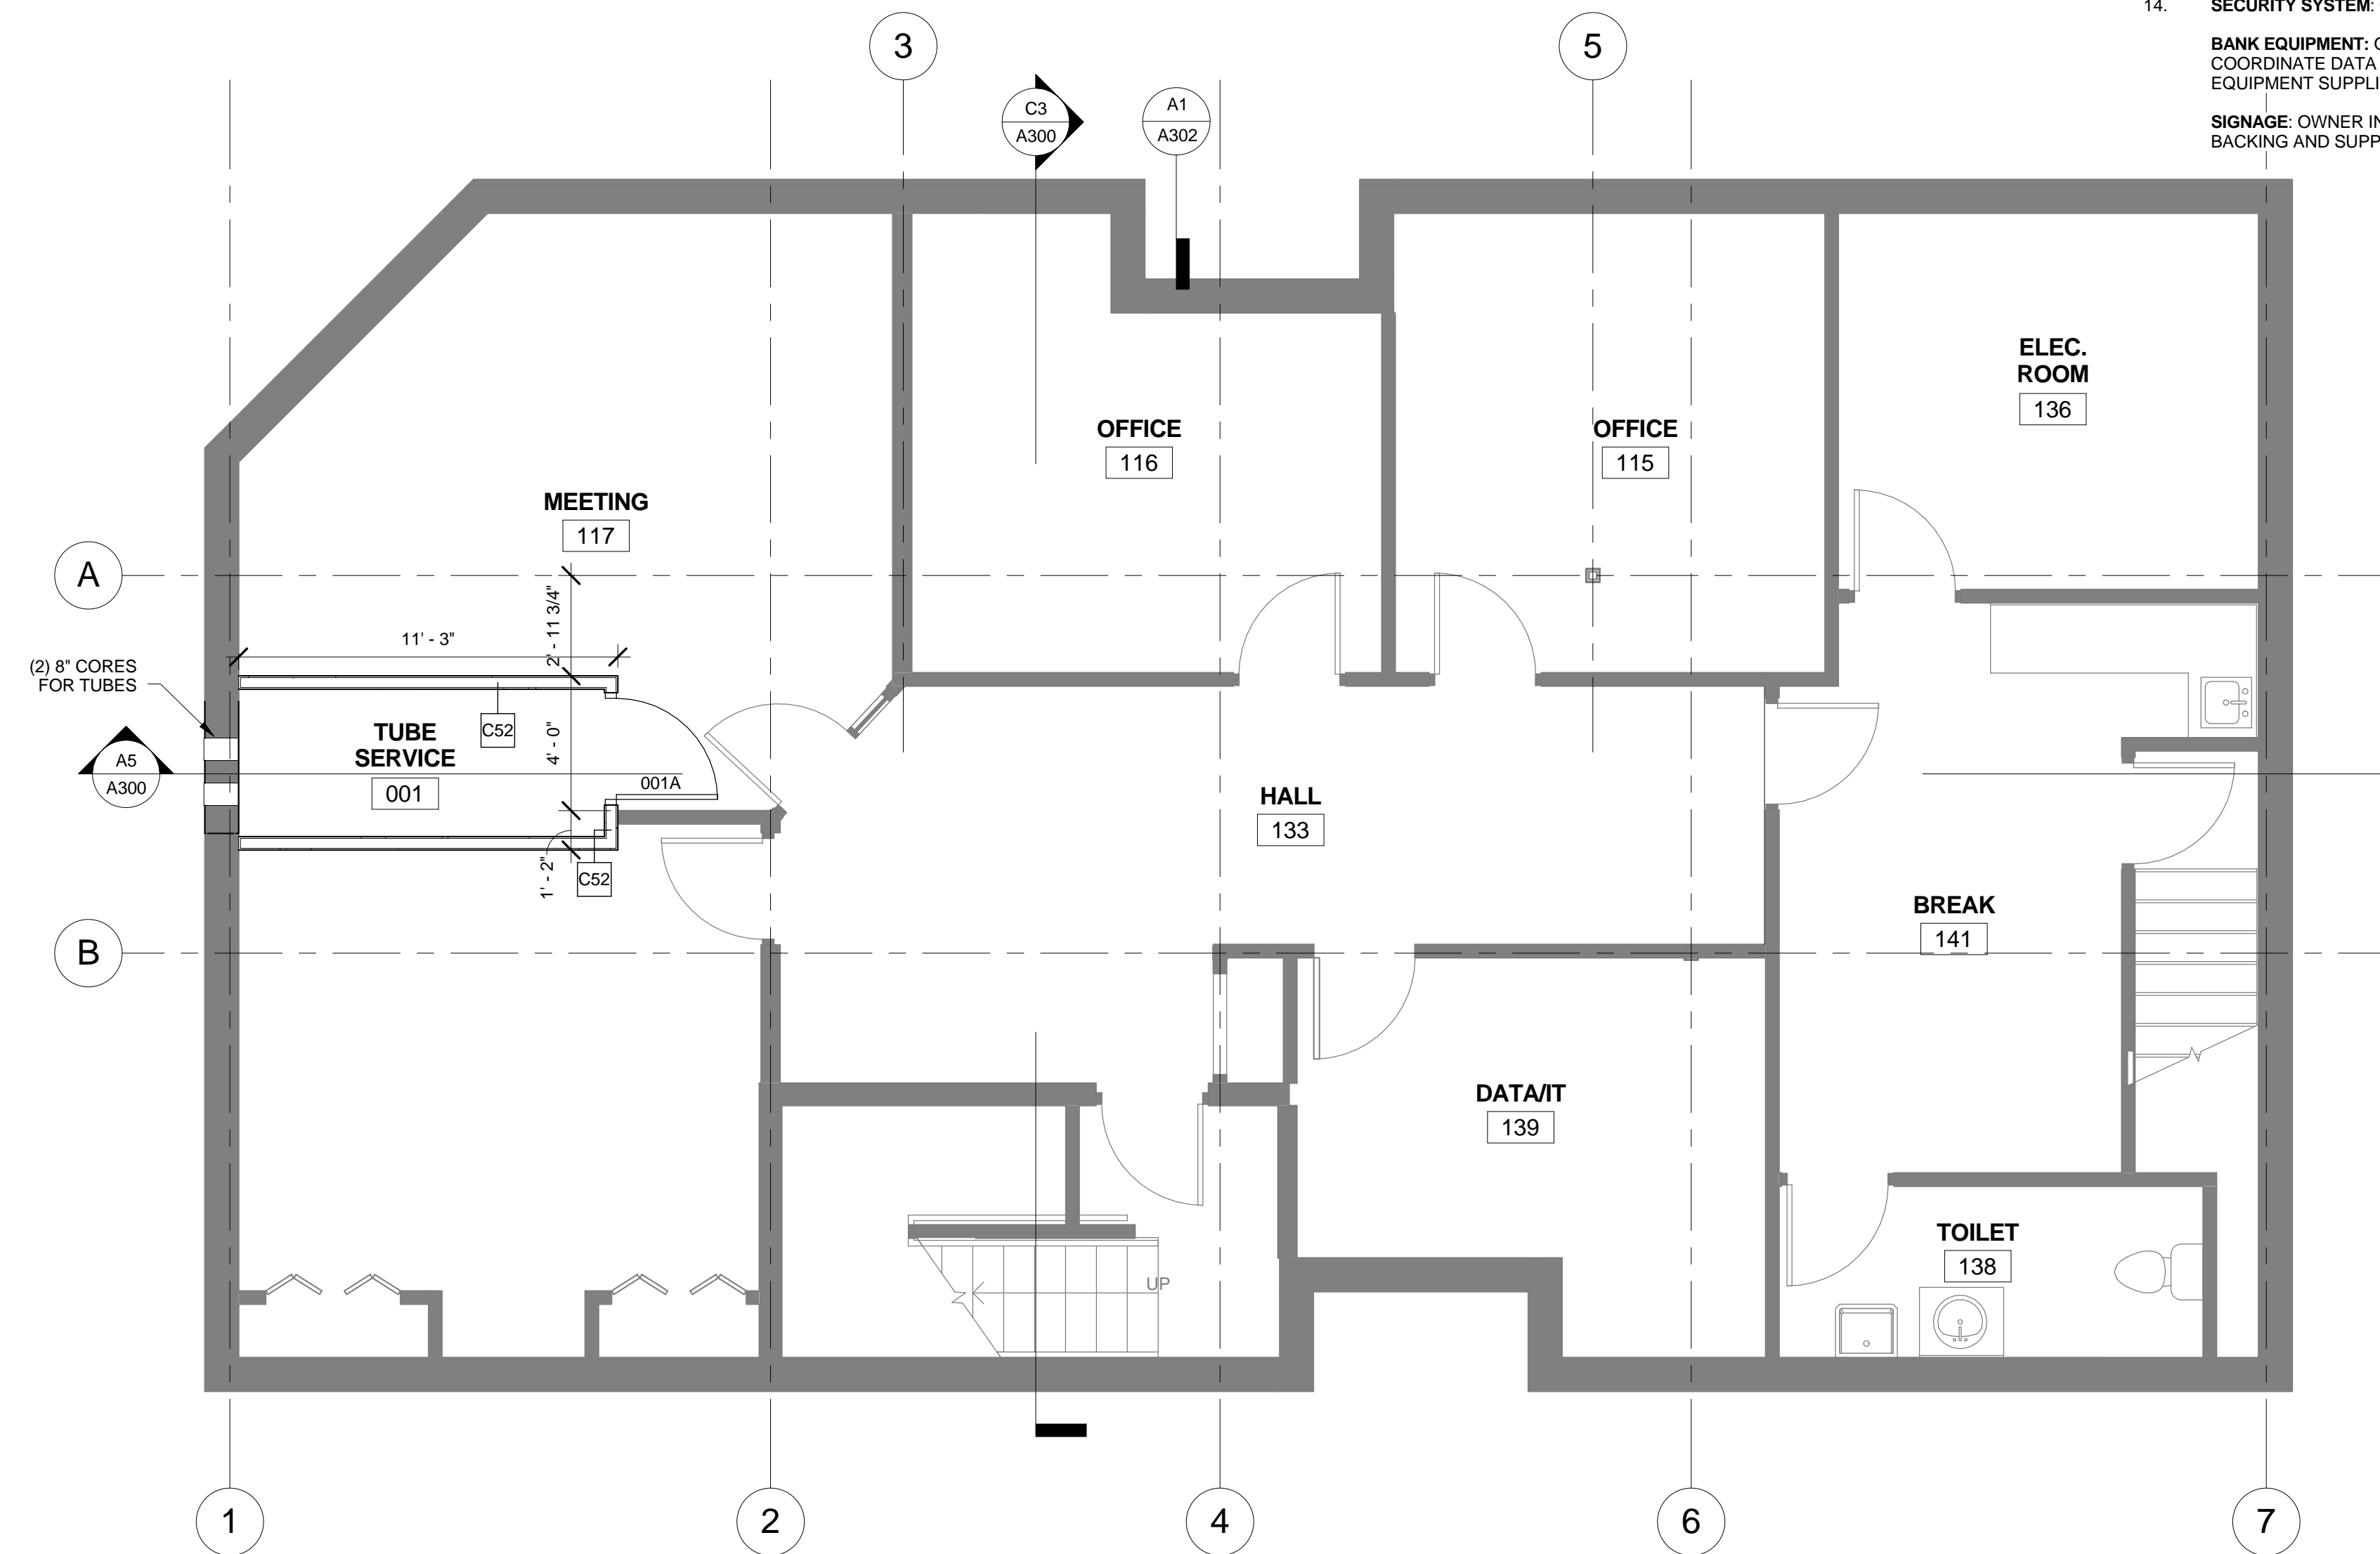 14. SECURITY SYSTEM:
BANK EQUIPMENT:
COORDINATE DATA
EQUIPMENT
SIGNAGE: OWNER
BACKING AND
3
5
C3
A300
A1
A302
ELEC.
ROOM
136
OFFICE
116
OFFICE
115
MEETING
117
A
2' - 11 3/4"
11' - 3"
(2) 8" CORES
FOR TUBES
TUBE
SERVICE
001
C52
4' - 0"
A5
A300
001A
HALL
133
1' - 2"
C52
BREAK
141
B
DATA/IT
139
TOILET
138
UP
1
2
4
6
7